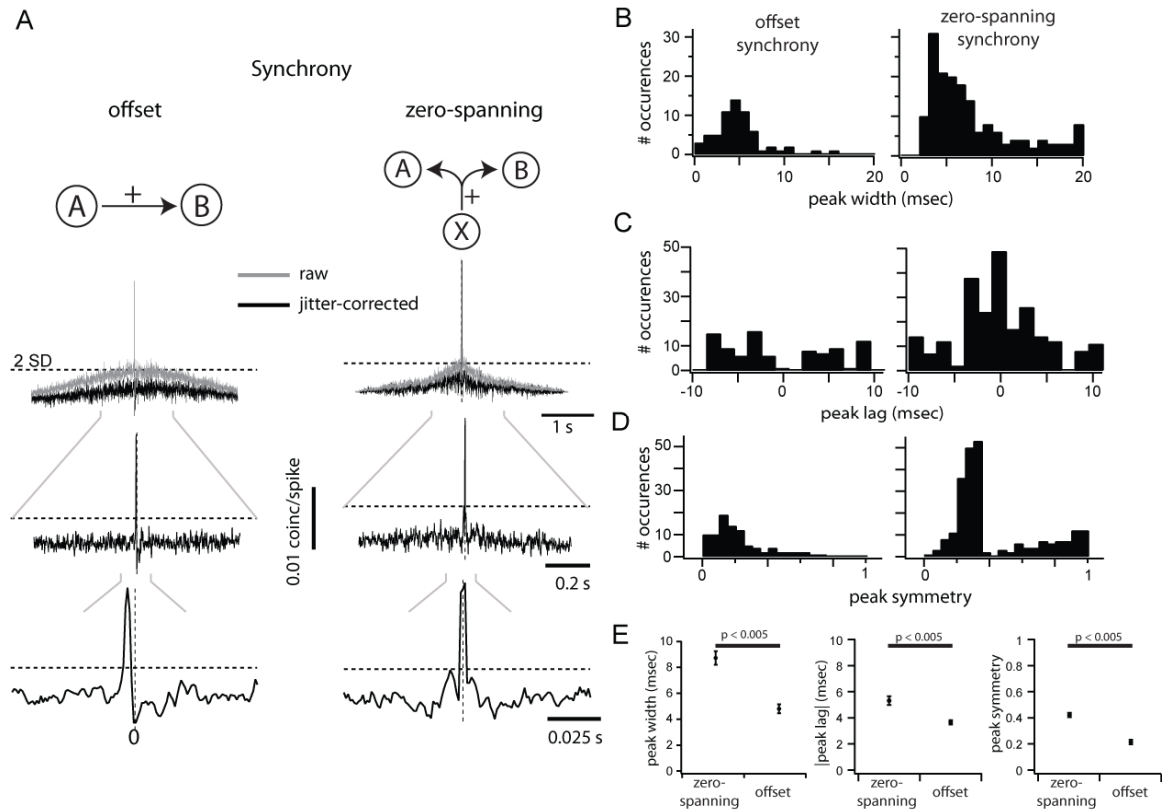 A
Synchrony
offset
zero-spanning
A
+
B
A
B
+
X
raw
jitter-corrected
2 SD
1 s
0.01 coinc/spike
0.2 s
0
0.025 s
B
offset
synchrony
zero-spanning
synchrony
# occurences
30
20
10
0
0
10
20
0
10
20
peak width (msec)
C
# occurences
50
30
10
0
50
30
10
0
-10
0
10
-10
0
10
peak lag (msec)
D
# occurences
50
30
10
0
0
1
0
1
peak symmetry
E
p < 0.005
peak width (msec)
10
8
6
4
2
0
zero-
spanning
offset
p < 0.005
|peak lag| (msec)
10
8
6
4
2
0
zero-
spanning
offset
p < 0.005
peak symmetry
1
0.8
0.6
0.4
0.2
0
zero-
spanning
offset